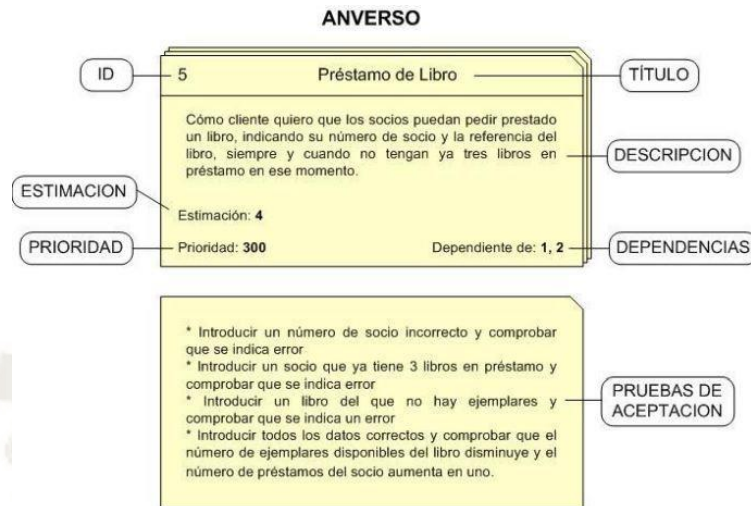 ANVERSO
ID
5
Préstamo de Libro
TÍTULO
Cómo cliente quiero que los socios puedan pedir prestado
un libro, indicando su número de socio y la referencia del
libro, siempre y cuando no tengan ya tres libros en
préstamo en ese momento.
DESCRIPCION
ESTIMACION
Estimación: 4
PRIORIDAD
Prioridad: 300
Dependiente de: 1, 2
DEPENDENCIAS
* Introducir un número de socio incorrecto y comprobar
que se indica error
* Introducir un socio que ya tiene 3 libros en préstamo y
comprobar que se indica error
* Introducir un libro del que no hay ejemplares y
comprobar que se indica un error
* Introducir todos los datos correctos y comprobar que el
número de ejemplares disponibles del libro disminuye y el
número de préstamos del socio aumenta en uno.
PRUEBAS DE
ACEPTACION